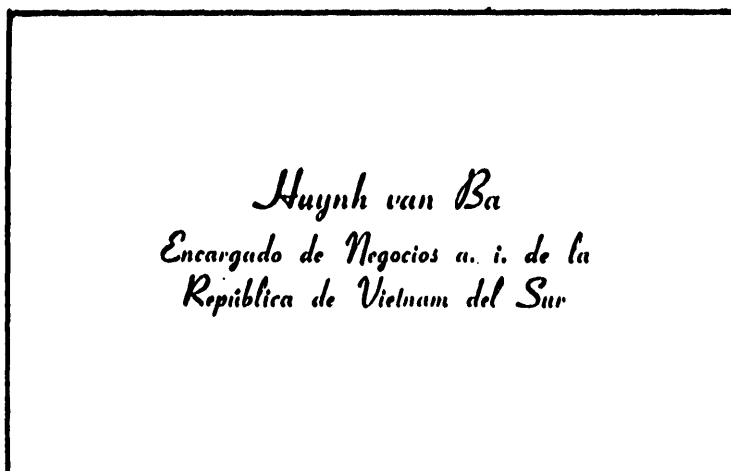 Huynh van Ba
Encargado de Negocios a. i. de la
República de Vietnam del Sur